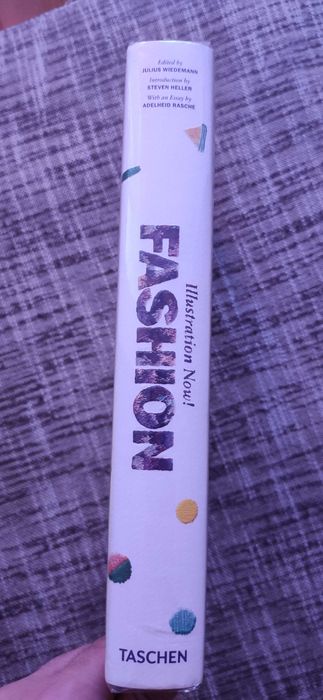 Edited by
JULIUS WIEDEMANN
Introduction by
STEVEN HELLER
With an Essay by
ADELHEID RASCHE
Illustration Now!
FASHION
TASCHEN